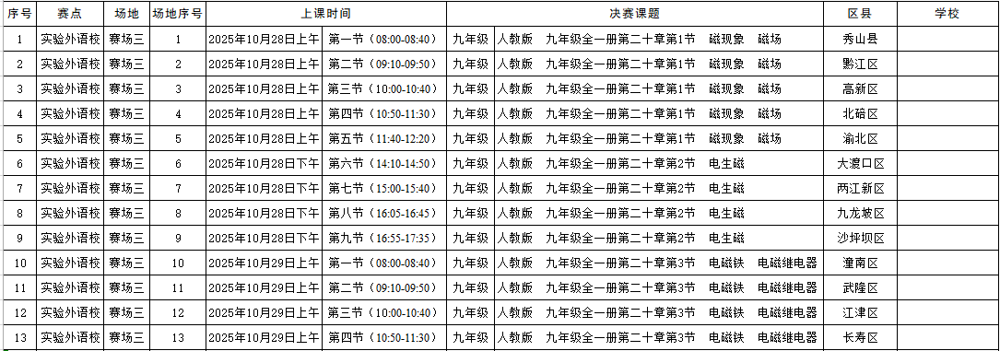 序号 赛点 场地 场地序号 上课时间 决赛课题 区县 学校
1 实验外语校 赛场三 1 2025年10月28日上午 第一节（08:00-08:40） 九年级 人教版 九年级全一册第二十章第1节 磁现象 磁场 秀山县
2 实验外语校 赛场三 2 2025年10月28日上午 第二节（09:10-09:50） 九年级 人教版 九年级全一册第二十章第1节 磁现象 磁场 黔江区
3 实验外语校 赛场三 3 2025年10月28日上午 第三节（10:00-10:40） 九年级 人教版 九年级全一册第二十章第1节 磁现象 磁场 高新区
4 实验外语校 赛场三 4 2025年10月28日上午 第四节（10:50-11:30） 九年级 人教版 九年级全一册第二十章第1节 磁现象 磁场 北碚区
5 实验外语校 赛场三 5 2025年10月28日上午 第五节（11:40-12:20） 九年级 人教版 九年级全一册第二十章第1节 磁现象 磁场 渝北区
6 实验外语校 赛场三 6 2025年10月28日下午 第六节（14:10-14:50） 九年级 人教版 九年级全一册第二十章第2节 电生磁 大渡口区
7 实验外语校 赛场三 7 2025年10月28日下午 第七节（15:00-15:40） 九年级 人教版 九年级全一册第二十章第2节 电生磁 两江新区
8 实验外语校 赛场三 8 2025年10月28日下午 第八节（16:05-16:45） 九年级 人教版 九年级全一册第二十章第2节 电生磁 九龙坡区
9 实验外语校 赛场三 9 2025年10月28日下午 第九节（16:55-17:35） 九年级 人教版 九年级全一册第二十章第2节 电生磁 沙坪坝区
10 实验外语校 赛场三 10 2025年10月29日上午 第一节（08:00-08:40） 九年级 人教版 九年级全一册第二十章第3节 电磁铁 电磁继电器 潼南区
11 实验外语校 赛场三 11 2025年10月29日上午 第二节（09:10-09:50） 九年级 人教版 九年级全一册第二十章第3节 电磁铁 电磁继电器 武隆区
12 实验外语校 赛场三 12 2025年10月29日上午 第三节（10:00-10:40） 九年级 人教版 九年级全一册第二十章第3节 电磁铁 电磁继电器 江津区
13 实验外语校 赛场三 13 2025年10月29日上午 第四节（10:50-11:30） 九年级 人教版 九年级全一册第二十章第3节 电磁铁 电磁继电器 长寿区